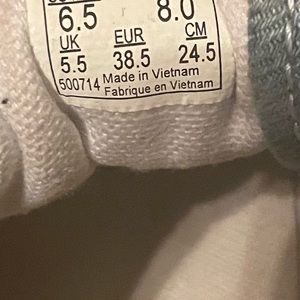 6.5 8.0
UK EUR CM
5.5 38.5 24.5
500714 Made in Vietnam
Fabrique en Vietnam